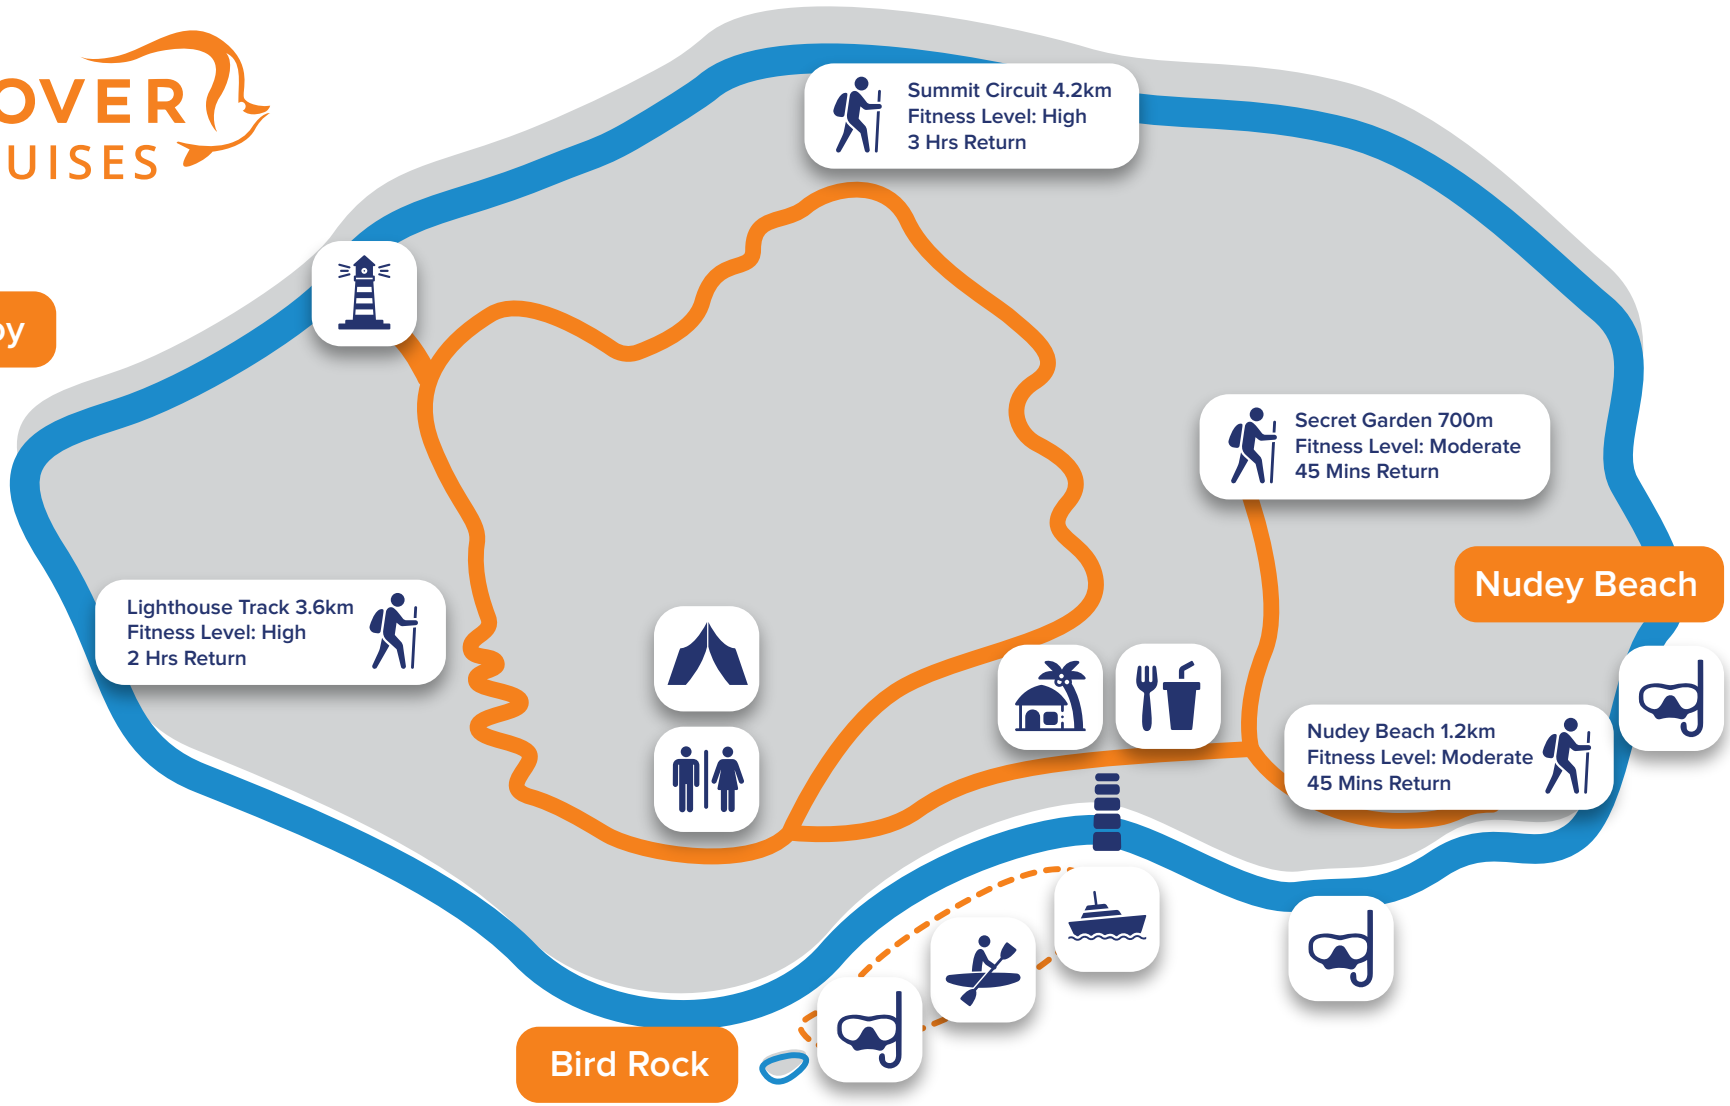 OVER
UISES
Summit Circuit 4.2km
Fitness Level: High
3 Hrs Return
by
Secret Garden 700m
Fitness Level: Moderate
45 Mins Return
Nudey Beach
Lighthouse Track 3.6km
Fitness Level: High
2 Hrs Return
Nudey Beach 1.2km
Fitness Level: Moderate
45 Mins Return
Bird Rock